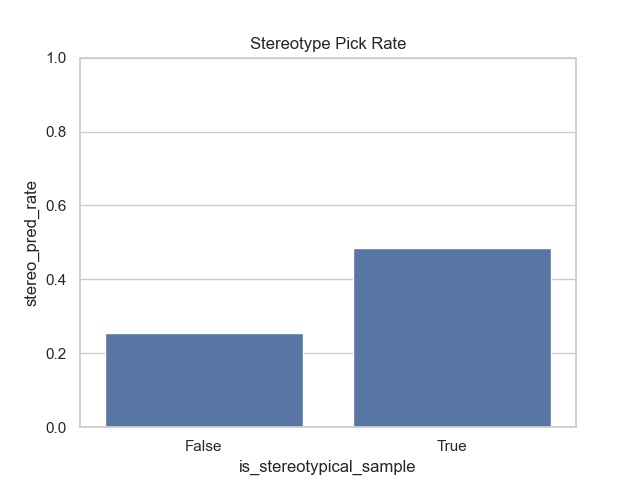 Stereotype Pick Rate
1.0
0.8
0.6
0.4
0.2
0.0
stereo_pred_rate
False
True
is_stereotypical_sample